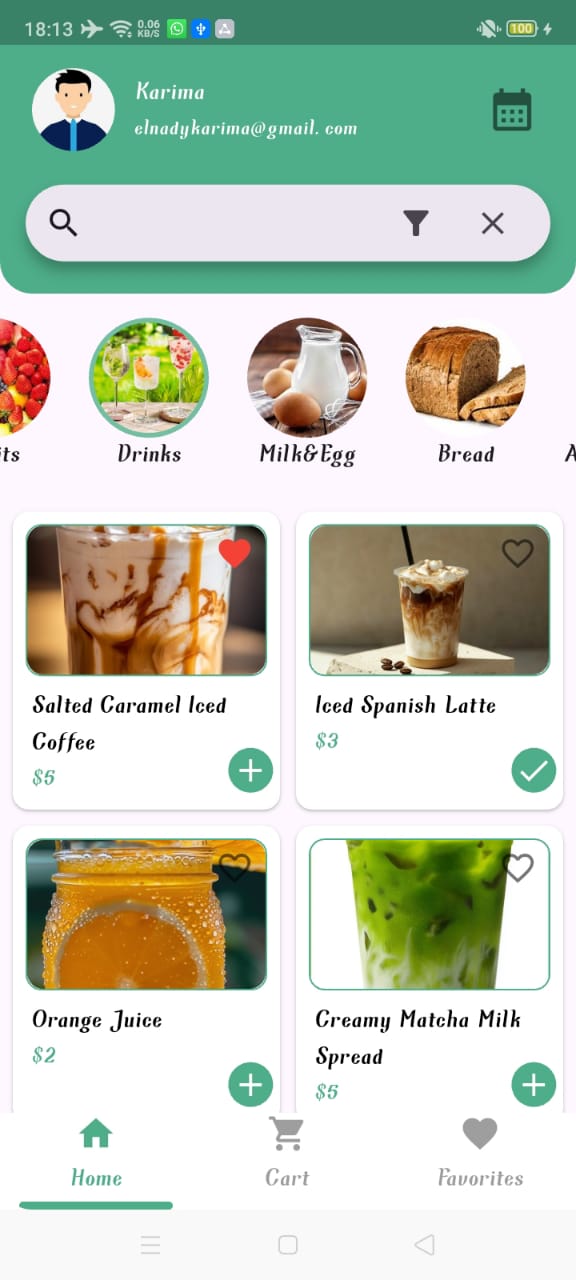 18:13 0.06 KB/S 100
Karima
elnadykarima@gmail. com
its Drinks Milk&Egg Bread A
Salted Caramel Iced
Coffee
$5
Iced Spanish Latte
$3
Orange Juice
$2
Creamy Matcha Milk
Spread
$5
Home Cart Favorites